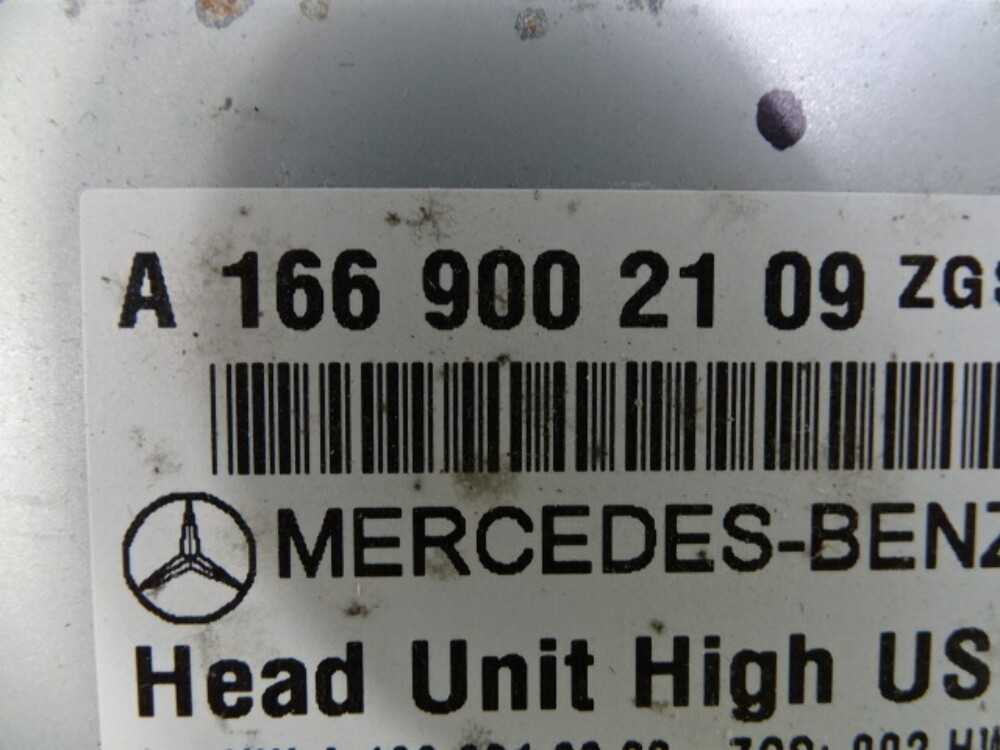 A 166 900 21 09 ZGS
MERCEDES-BENZ
Head Unit High US